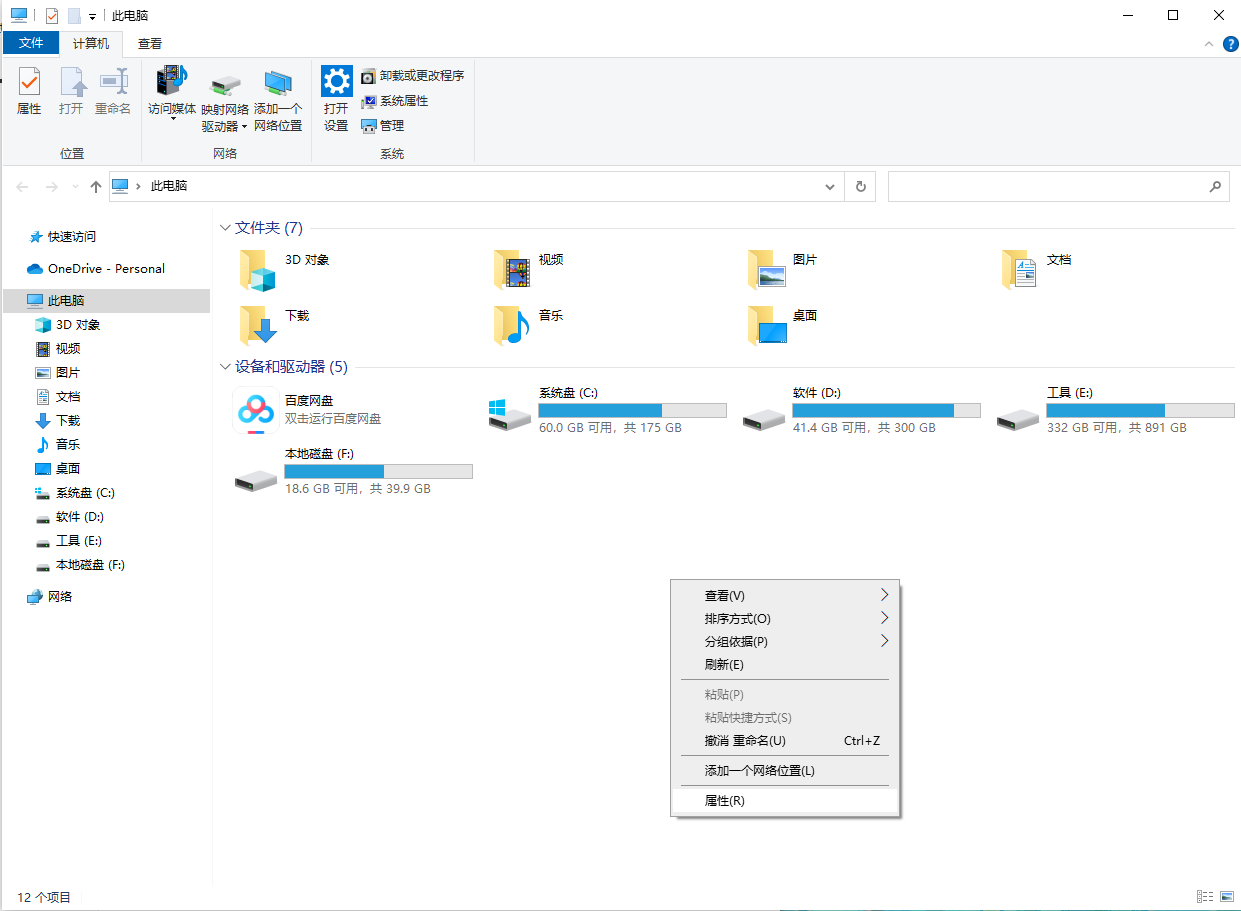 此电脑
文件 计算机 查看
属性 打开 重命名 访问媒体 映射网络驱动器 添加一个网络位置 打开设置 卸载或更改程序
系统属性
管理
位置 网络 系统
此电脑
快速访问
OneDrive - Personal
此电脑
3D 对象
视频
图片
文档
下载
音乐
桌面
系统盘 (C:)
软件 (D:)
工具 (E:)
本地磁盘 (F:)
网络
文件夹 (7)
3D 对象 视频 图片 文档
下载 音乐 桌面
设备和驱动器 (5)
百度网盘
双击运行百度网盘
系统盘 (C:)
60.0 GB 可用，共 175 GB
软件 (D:)
41.4 GB 可用，共 300 GB
工具 (E:)
332 GB 可用，共 891 GB
本地磁盘 (F:)
18.6 GB 可用，共 39.9 GB
查看(V)
排序方式(O)
分组依据(P)
刷新(E)
粘贴(P)
粘贴快捷方式(S)
撤消 重命名(U) Ctrl+Z
添加一个网络位置(L)
属性(R)
12 个项目